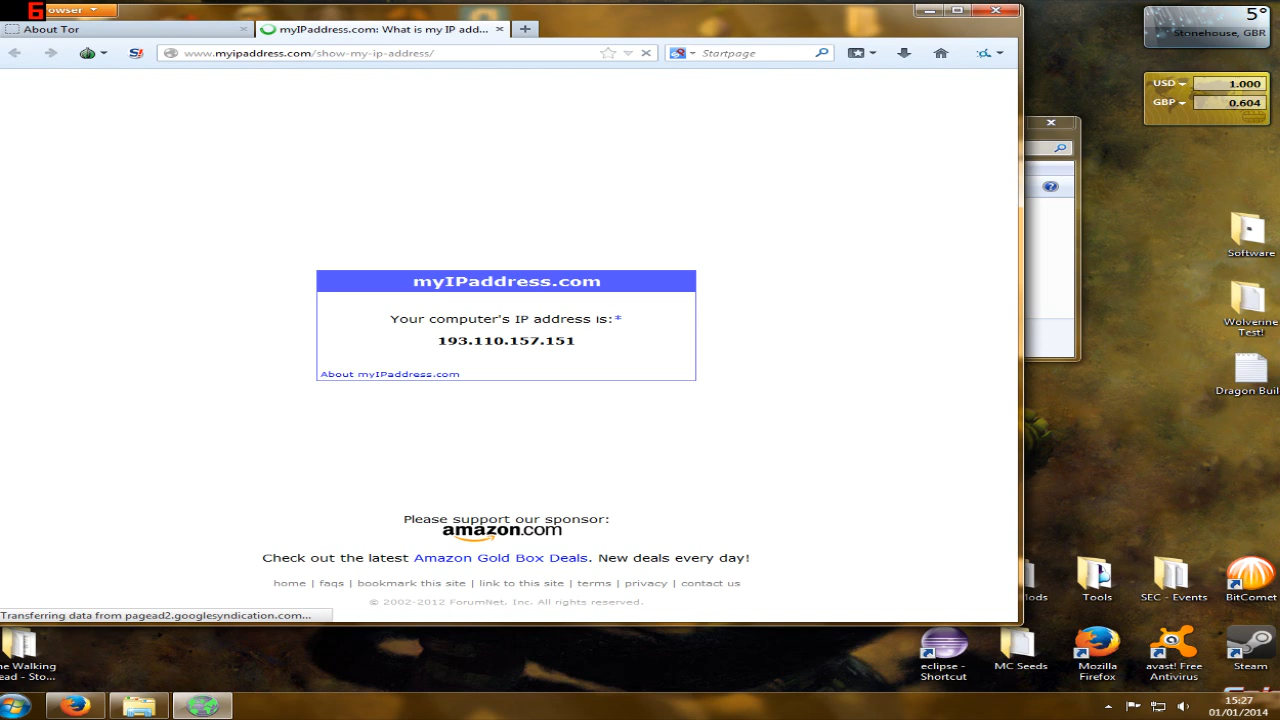 owser
5°
Stonehouse, GBR
About Tor
myIPaddress.com: What is my IP add...
www.myipaddress.com/show-my-ip-address/
Startpage
USD
1.000
GBP
0.604
myIPaddress.com
Your computer's IP address is:*
193.110.157.151
About myIPaddress.com
Software
Wolverine
Test!
Dragon Buil
Please support our sponsor:
amazon.com
Check out the latest Amazon Gold Box Deals. New deals every day!
home | faqs | bookmark this site | link to this site | terms | privacy | contact us
© 2002-2012 ForumNet, Inc. All rights reserved.
Transferring data from pagead2.googlesyndication.com...
ods
Tools
SEC - Events
BitComet
ne Walking
ead - Sto...
eclipse -
Shortcut
MC Seeds
Mozilla
Firefox
avast! Free
Antivirus
Steam
15:27
01/01/2014